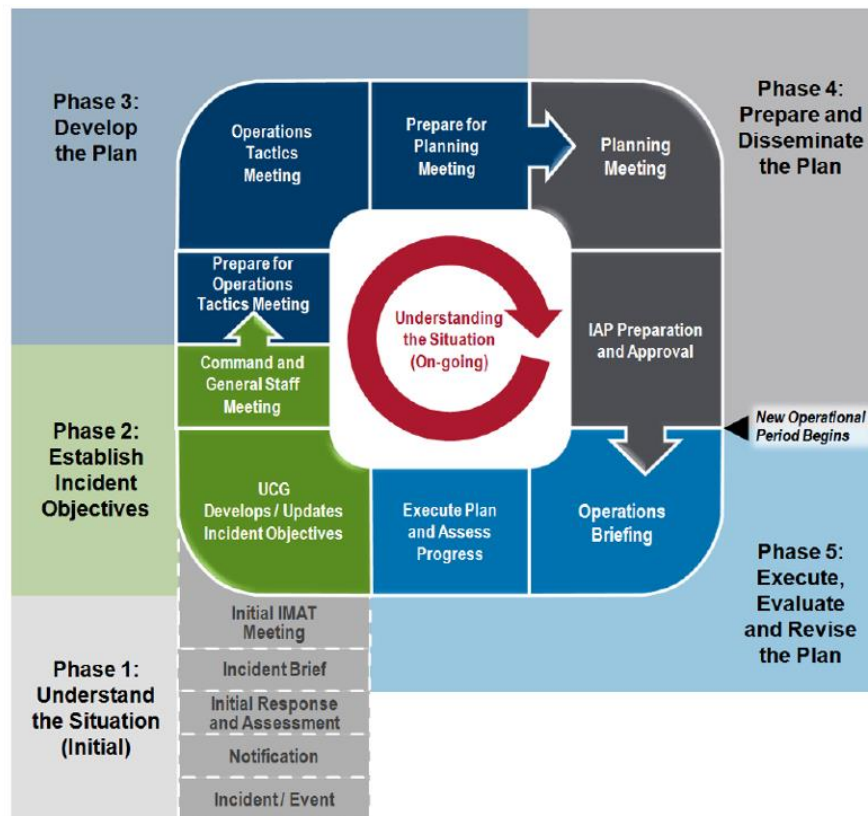 Phase 3:
Develop
the Plan
Operations
Tactics
Meeting
Prepare for
Planning
Meeting
Planning
Meeting
Phase 4:
Prepare and
Disseminate
the Plan
Prepare for
Operations
Tactics Meeting
Understanding
the Situation
(On-going)
IAP Preparation
and Approval
Command and
General Staff
Meeting
New Operational
Period Begins
Phase 2:
Establish
Incident
Objectives
UCG
Develops / Updates
Incident Objectives
Execute Plan
and Assess
Progress
Operations
Briefing
Phase 5:
Execute,
Evaluate
and Revise
the Plan
Phase 1:
Understand
the Situation
(Initial)
Initial IMAT
Meeting
Incident Brief
Initial Response
and Assessment
Notification
Incident / Event